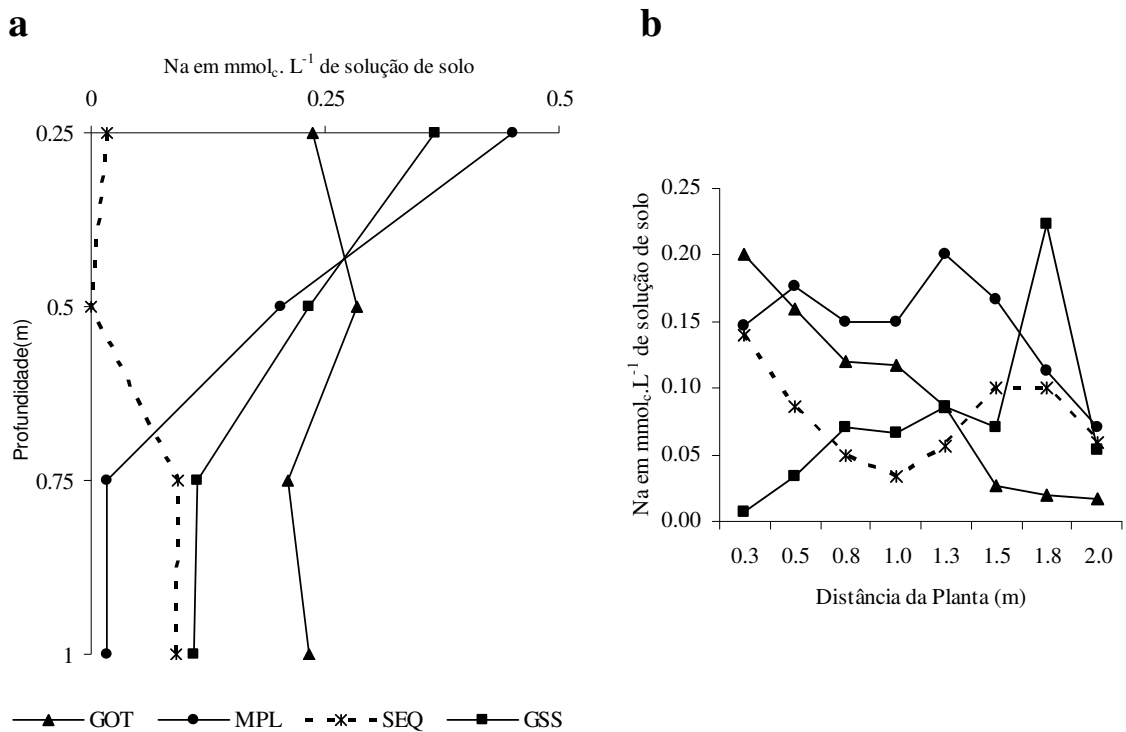 a
Na em mmolc. L-1 de solução de solo
0 0.25 0.5
0.25
0.5
0.75
1
Profundidade(m)
b
Na em mmolc.L-1 de solução de solo
0.25
0.20
0.15
0.10
0.05
0.00
0.3 0.5 0.8 1.0 1.3 1.5 1.8 2.0
Distância da Planta (m)
GOT MPL SEQ GSS